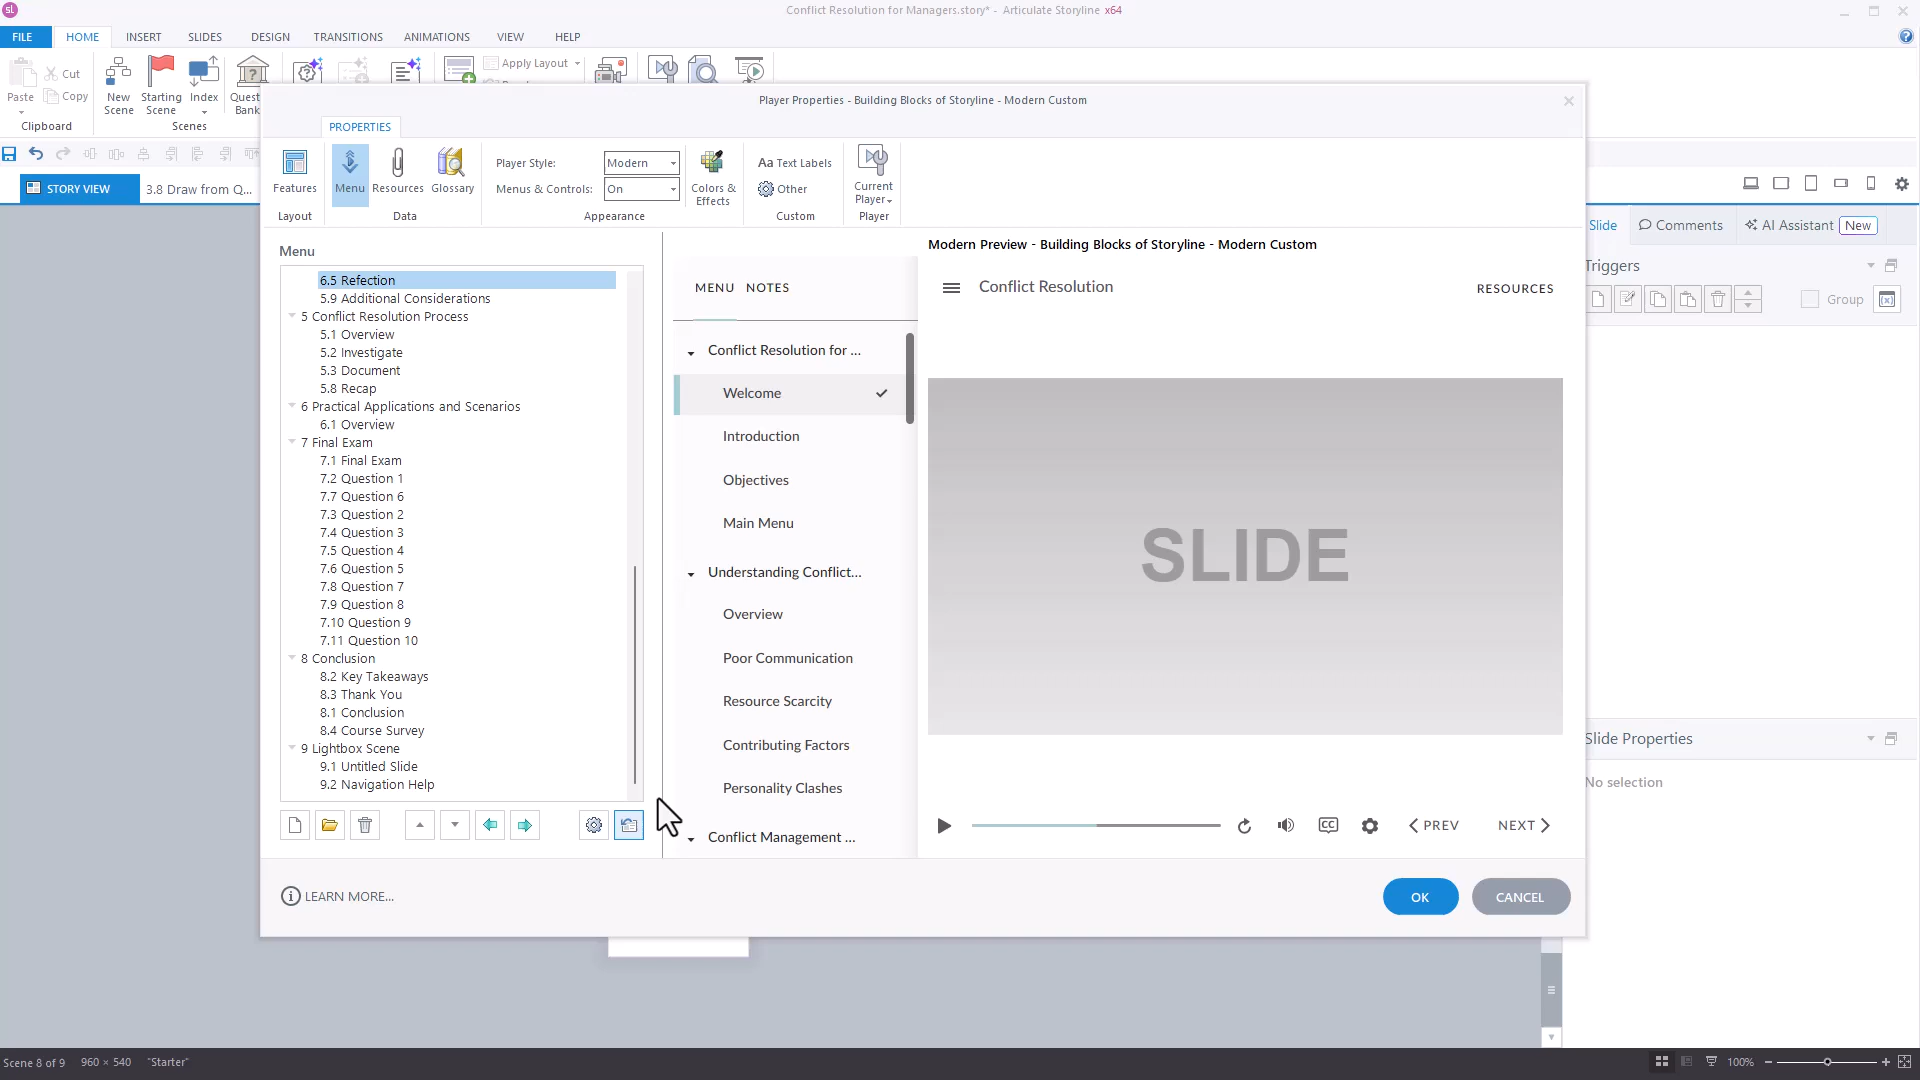 sl
Conflict Resolution for Managers.story* - Articulate Storyline x64
FILE HOME INSERT SLIDES DESIGN TRANSITIONS ANIMATIONS VIEW HELP
Paste Cut Copy
Clipboard
New Scene
Starting Scene
Index
Scenes
Apply Layout
STORY VIEW 3.8 Draw from Q...
Slide Comments AI Assistant New
Triggers
Group
Slide Properties
No selection
Player Properties - Building Blocks of Storyline - Modern Custom
PROPERTIES
Features
Layout
Menu Resources Glossary
Data
Player Style: Modern
Menus & Controls: On
Colors & Effects
Appearance
Aa Text Labels
Other
Custom
Current Player
Player
Menu
6.5 Refection
5.9 Additional Considerations
5 Conflict Resolution Process
5.1 Overview
5.2 Investigate
5.3 Document
5.8 Recap
6 Practical Applications and Scenarios
6.1 Overview
7 Final Exam
7.1 Final Exam
7.2 Question 1
7.7 Question 6
7.3 Question 2
7.4 Question 3
7.5 Question 4
7.6 Question 5
7.8 Question 7
7.9 Question 8
7.10 Question 9
7.11 Question 10
8 Conclusion
8.2 Key Takeaways
8.3 Thank You
8.1 Conclusion
8.4 Course Survey
9 Lightbox Scene
9.1 Untitled Slide
9.2 Navigation Help
Modern Preview - Building Blocks of Storyline - Modern Custom
MENU NOTES
Conflict Resolution for ...
Welcome
Introduction
Objectives
Main Menu
Understanding Conflict...
Overview
Poor Communication
Resource Scarcity
Contributing Factors
Personality Clashes
Conflict Management ...
Conflict Resolution
RESOURCES
SLIDE
CC
PREV
NEXT
LEARN MORE...
OK
CANCEL
Scene 8 of 9 960 × 540 "Starter"
100%